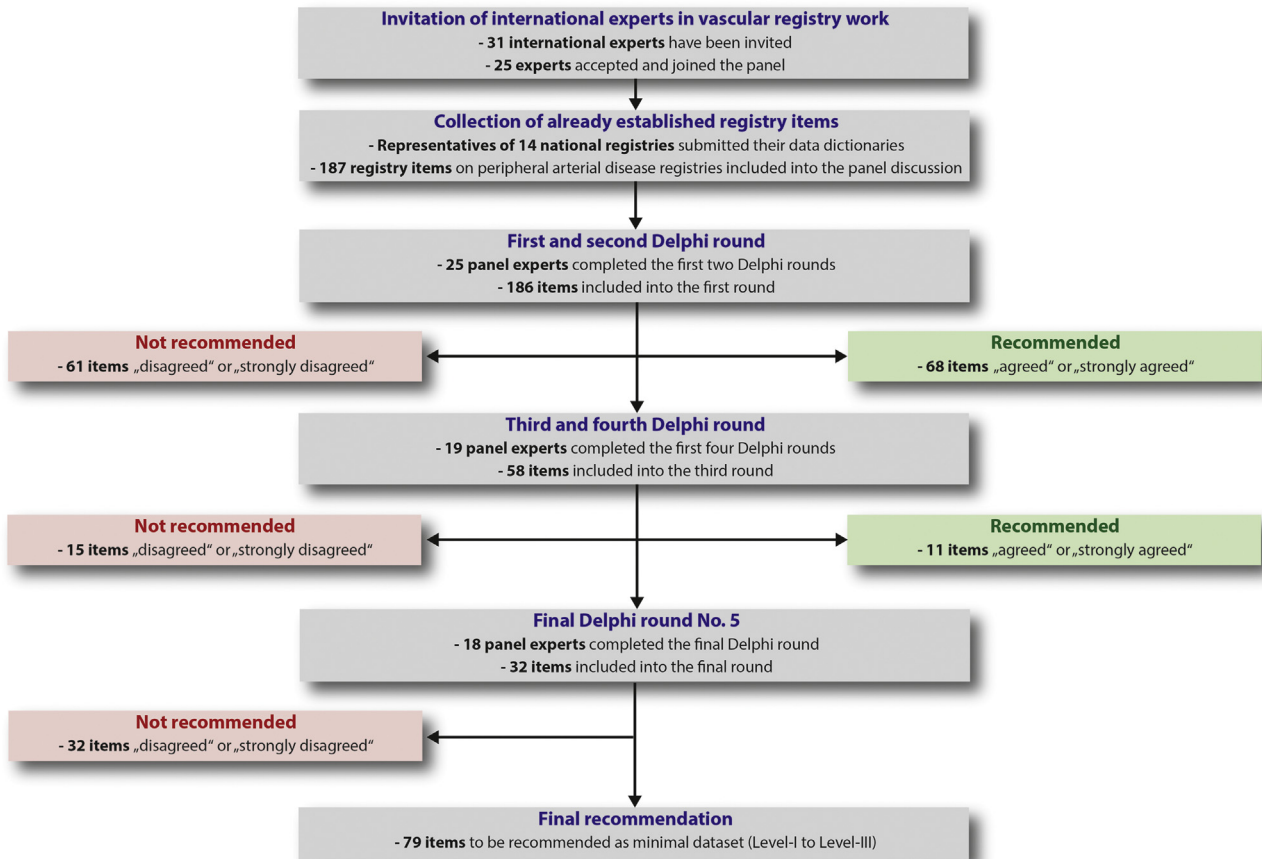 Invitation of international experts in vascular registry work
- 31 international experts have been invited
- 25 experts accepted and joined the panel
Collection of already established registry items
- Representatives of 14 national registries submitted their data dictionaries
- 187 registry items on peripheral arterial disease registries included into the panel discussion
First and second Delphi round
- 25 panel experts completed the first two Delphi rounds
- 186 items included into the first round
Not recommended
- 61 items „disagreed“ or „strongly disagreed“
Recommended
- 68 items „agreed“ or „strongly agreed“
Third and fourth Delphi round
- 19 panel experts completed the first four Delphi rounds
- 58 items included into the third round
Not recommended
- 15 items „disagreed“ or „strongly disagreed“
Recommended
- 11 items „agreed“ or „strongly agreed“
Final Delphi round No. 5
- 18 panel experts completed the final Delphi round
- 32 items included into the final round
Not recommended
- 32 items „disagreed“ or „strongly disagreed“
Final recommendation
- 79 items to be recommended as minimal dataset (Level-I to Level-III)